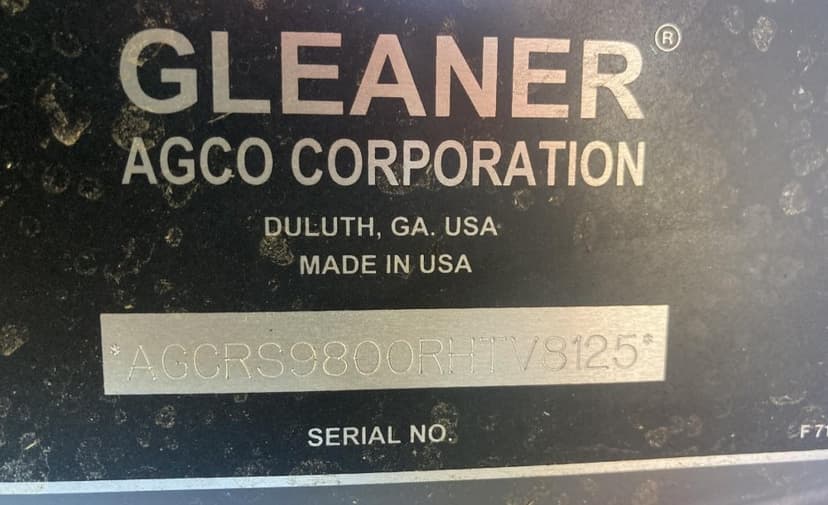 GLEANER®
AGCO CORPORATION
DULUTH, GA. USA
MADE IN USA
*AGCRS9800RHTV8125*
SERIAL NO.